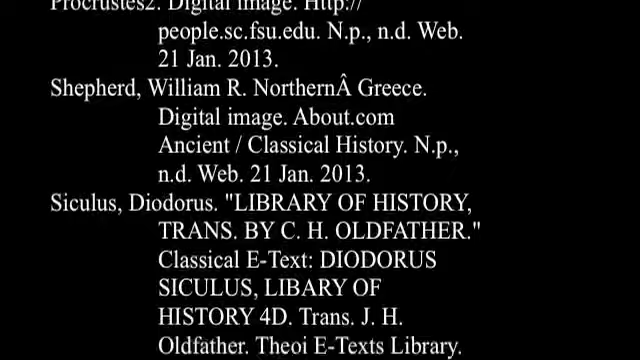 Procrustes2. Digital image. Http://
people.sc.fsu.edu. N.p., n.d. Web.
21 Jan. 2013.
Shepherd, William R. NorthernÂ Greece.
Digital image. About.com
Ancient / Classical History. N.p.,
n.d. Web. 21 Jan. 2013.
Siculus, Diodorus. "LIBRARY OF HISTORY,
TRANS. BY C. H. OLDFATHER."
Classical E-Text: DIODORUS
SICULUS, LIBARY OF
HISTORY 4D. Trans. J. H.
Oldfather. Theoi E-Texts Library.